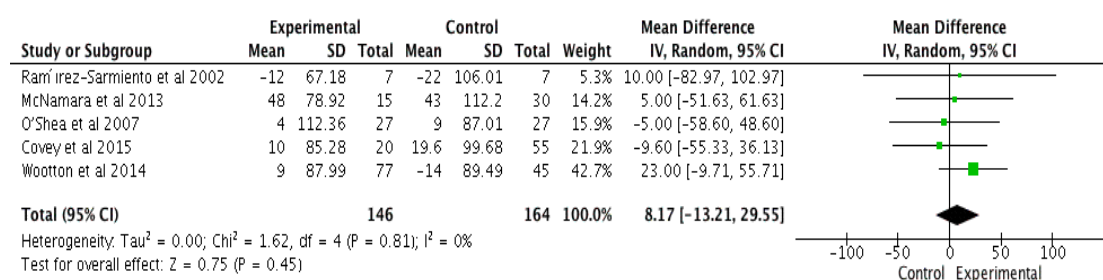 Experimental Control Mean Difference Mean Difference
Study or Subgroup Mean SD Total Mean SD Total Weight IV, Random, 95% CI IV, Random, 95% CI
Ramírez-Sarmiento et al 2002 -12 67.18 7 -22 106.01 7 5.3% 10.00 [-82.97, 102.97]
McNamara et al 2013 48 78.92 15 43 112.2 30 14.2% 5.00 [-51.63, 61.63]
O'Shea et al 2007 4 112.36 27 9 87.01 27 15.9% -5.00 [-58.60, 48.60]
Covey et al 2015 10 85.28 20 19.6 99.68 55 21.9% -9.60 [-55.33, 36.13]
Wootton et al 2014 9 87.99 77 -14 89.49 45 42.7% 23.00 [-9.71, 55.71]
Total (95% CI) 146 164 100.0% 8.17 [-13.21, 29.55]
Heterogeneity: Tau² = 0.00; Chi² = 1.62, df = 4 (P = 0.81); I² = 0%
Test for overall effect: Z = 0.75 (P = 0.45)
-100 -50 0 50 100
Control Experimental